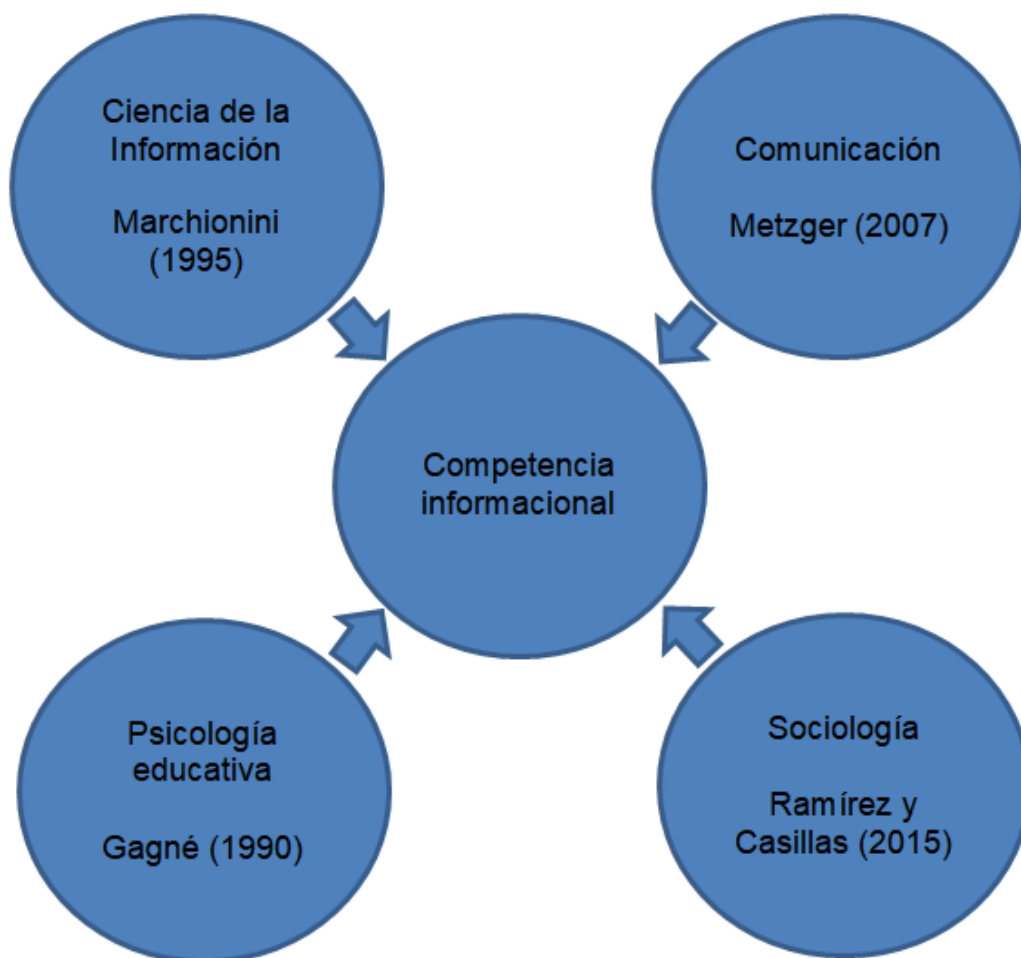 Ciencia de la
Información
Marchionini
(1995)
Comunicación
Metzger (2007)
Competencia
informacional
Psicología
educativa
Gagné (1990)
Sociología
Ramírez y
Casillas (2015)